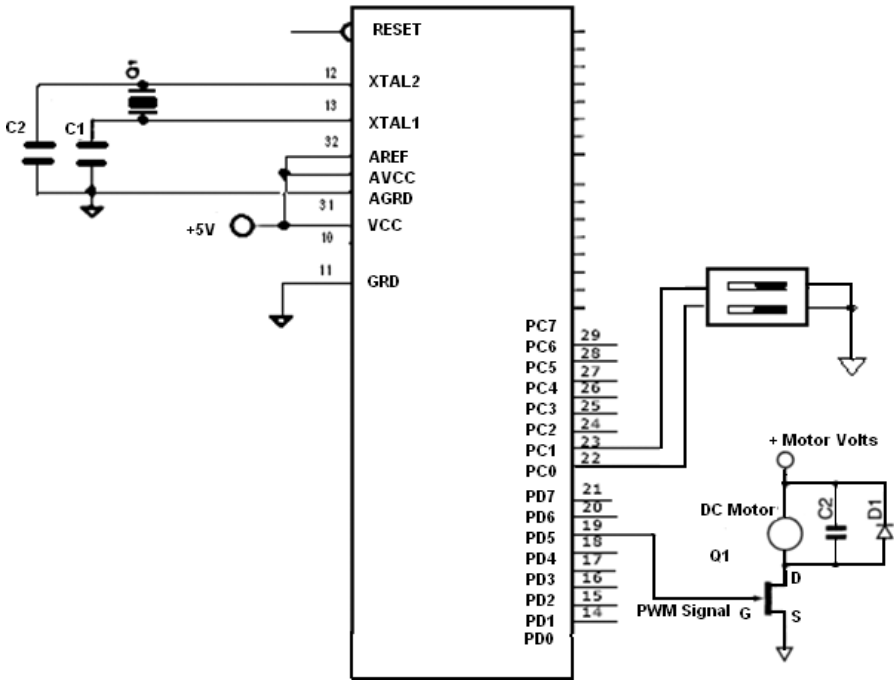 RESET
Q1
12
XTAL2
13
XTAL1
C2
C1
32
AREF
AVCC
AGRD
31
+5V
VCC
10
11
GRD
PC7
29
PC6
28
PC5
27
PC4
26
PC3
25
PC2
24
PC1
23
PC0
22
PD7
21
PD6
20
PD5
19
PD4
18
PD3
17
PD2
16
PD1
15
PD0
14
+ Motor Volts
DC Motor
C2
D1
Q1
D
PWM Signal
G
S